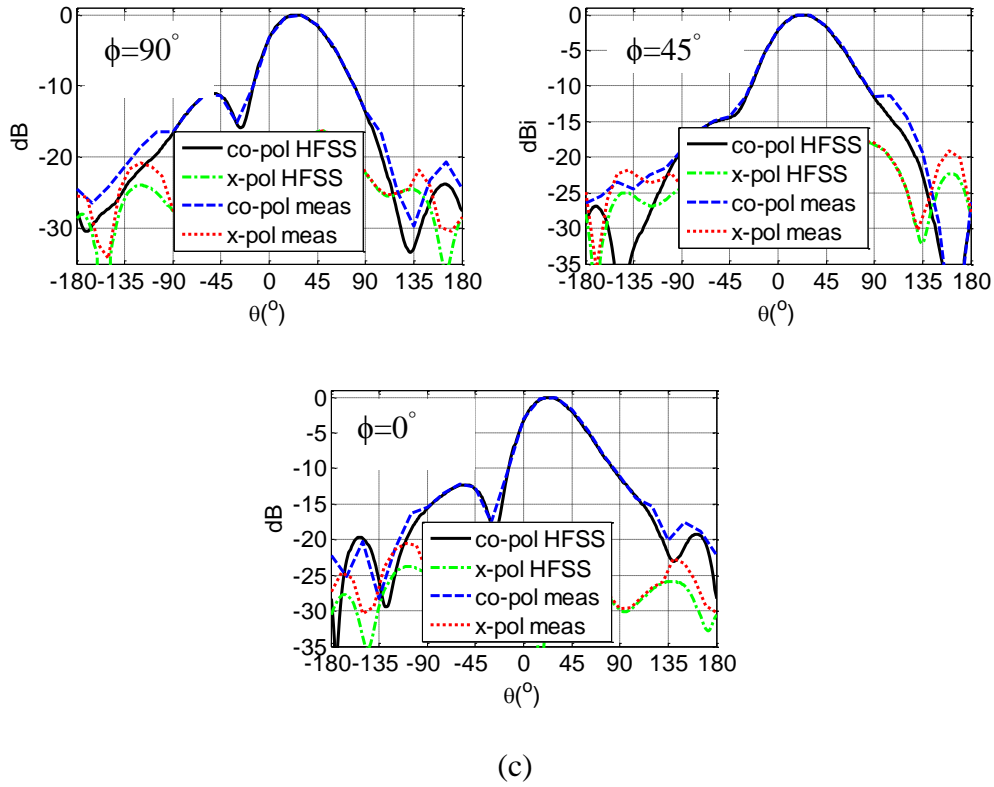 ϕ=90°
dB
0
-10
-20
-30
-180
-135
-90
-45
0
45
90
135
180
θ(o)
co-pol HFSS
x-pol HFSS
co-pol meas
x-pol meas
ϕ=45°
dBi
0
-5
-10
-15
-20
-25
-30
-35
-180
-135
-90
-45
0
45
90
135
180
θ(o)
co-pol HFSS
x-pol HFSS
co-pol meas
x-pol meas
ϕ=0°
dB
0
-5
-10
-15
-20
-25
-30
-35
-180
-135
-90
-45
0
45
90
135
180
θ(o)
co-pol HFSS
x-pol HFSS
co-pol meas
x-pol meas
(c)